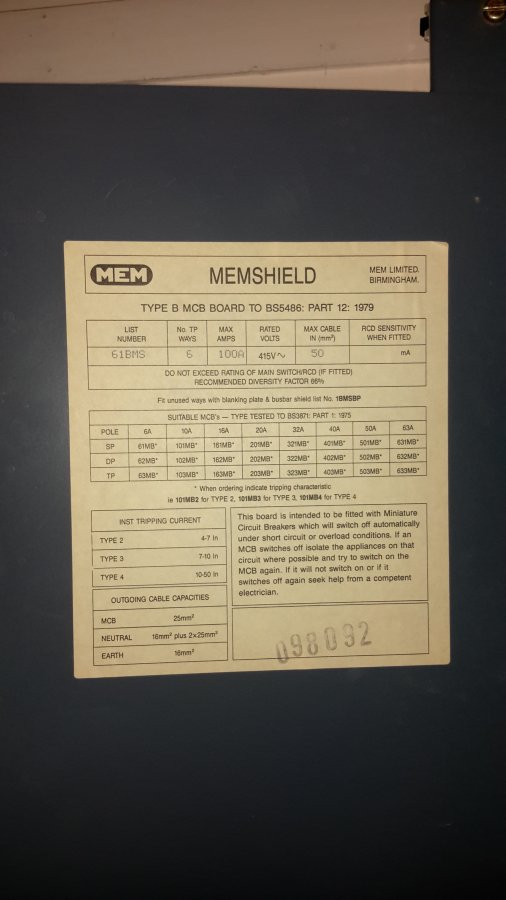 MEM
MEMSHIELD
MEM LIMITED.
BIRMINGHAM.
TYPE B MCB BOARD TO BS5486: PART 12: 1979
LIST NUMBER No. TP WAYS MAX AMPS RATED VOLTS MAX CABLE IN (mm²) RCD SENSITIVITY WHEN FITTED
61BMS 6 100A 415V∿ 50 mA
DO NOT EXCEED RATING OF MAIN SWITCH/RCD (IF FITTED)
RECOMMENDED DIVERSITY FACTOR 66%
Fit unused ways with blanking plate & busbar shield list No. 1BMSBP
SUITABLE MCB's — TYPE TESTED TO BS3871: PART 1: 1975
POLE 6A 10A 16A 20A 32A 40A 50A 63A
SP 61MB* 101MB* 161MB* 201MB* 321MB* 401MB* 501MB* 631MB*
DP 62MB* 102MB* 162MB* 202MB* 322MB* 402MB* 502MB* 632MB*
TP 63MB* 103MB* 163MB* 203MB* 323MB* 403MB* 503MB* 633MB*
* When ordering indicate tripping characteristic
ie 101MB2 for TYPE 2, 101MB3 for TYPE 3, 101MB4 for TYPE 4
INST TRIPPING CURRENT
TYPE 2 4-7 In
TYPE 3 7-10 In
TYPE 4 10-50 In
OUTGOING CABLE CAPACITIES
MCB 25mm²
NEUTRAL 16mm² plus 2×25mm²
EARTH 16mm²
This board is intended to be fitted with Miniature
Circuit Breakers which will switch off automatically
under short circuit or overload conditions. If an
MCB switches off isolate the appliances on that
circuit where possible and try to switch on the
MCB again. If it will not switch on or if it
switches off again seek help from a competent
electrician.
098092